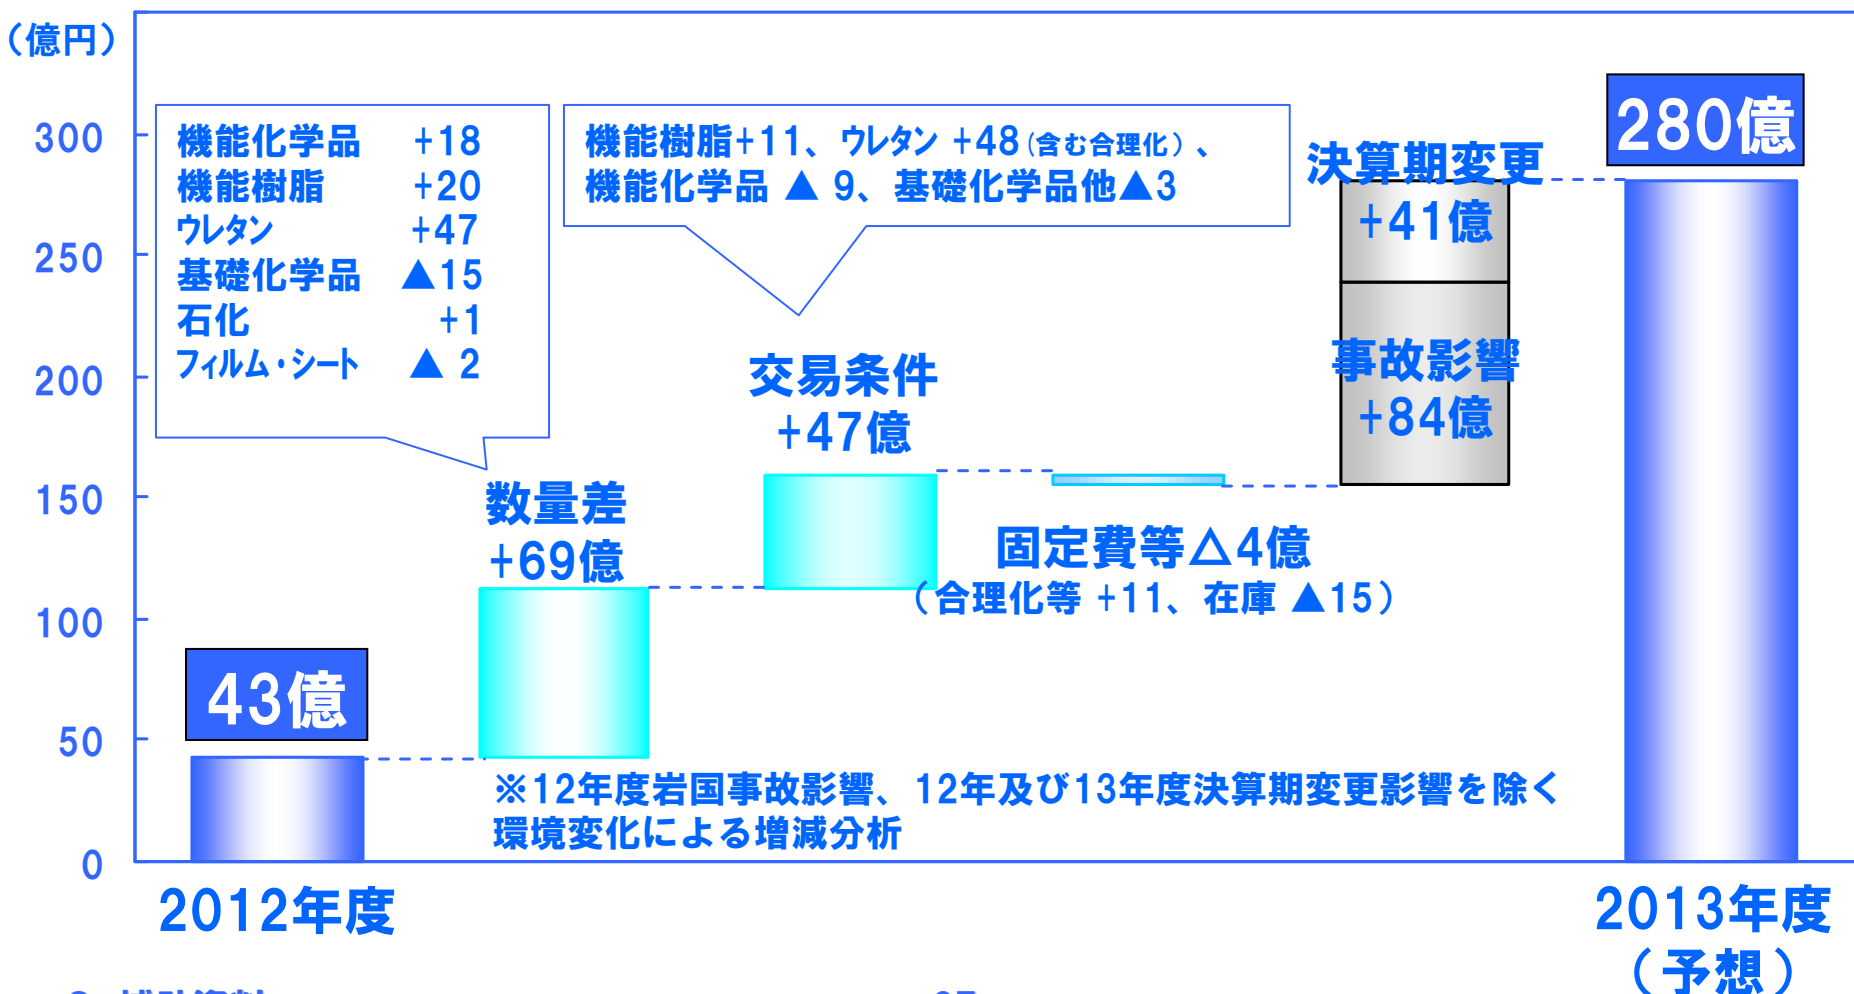 （億円）
300
250
200
150
100
50
0
機能化学品 +18
機能樹脂 +20
ウレタン +47
基礎化学品 ▲15
石化 +1
フィルム・シート ▲ 2
機能樹脂+11、ウレタン +48（含む合理化）、
機能化学品 ▲ 9、基礎化学品他▲3
43億
数量差
+69億
交易条件
+47億
固定費等△4億
（合理化等 +11、在庫 ▲15）
決算期変更
+41億
事故影響
+84億
280億
※12年度岩国事故影響、12年及び13年度決算期変更影響を除く
環境変化による増減分析
2012年度
2013年度
（予想）